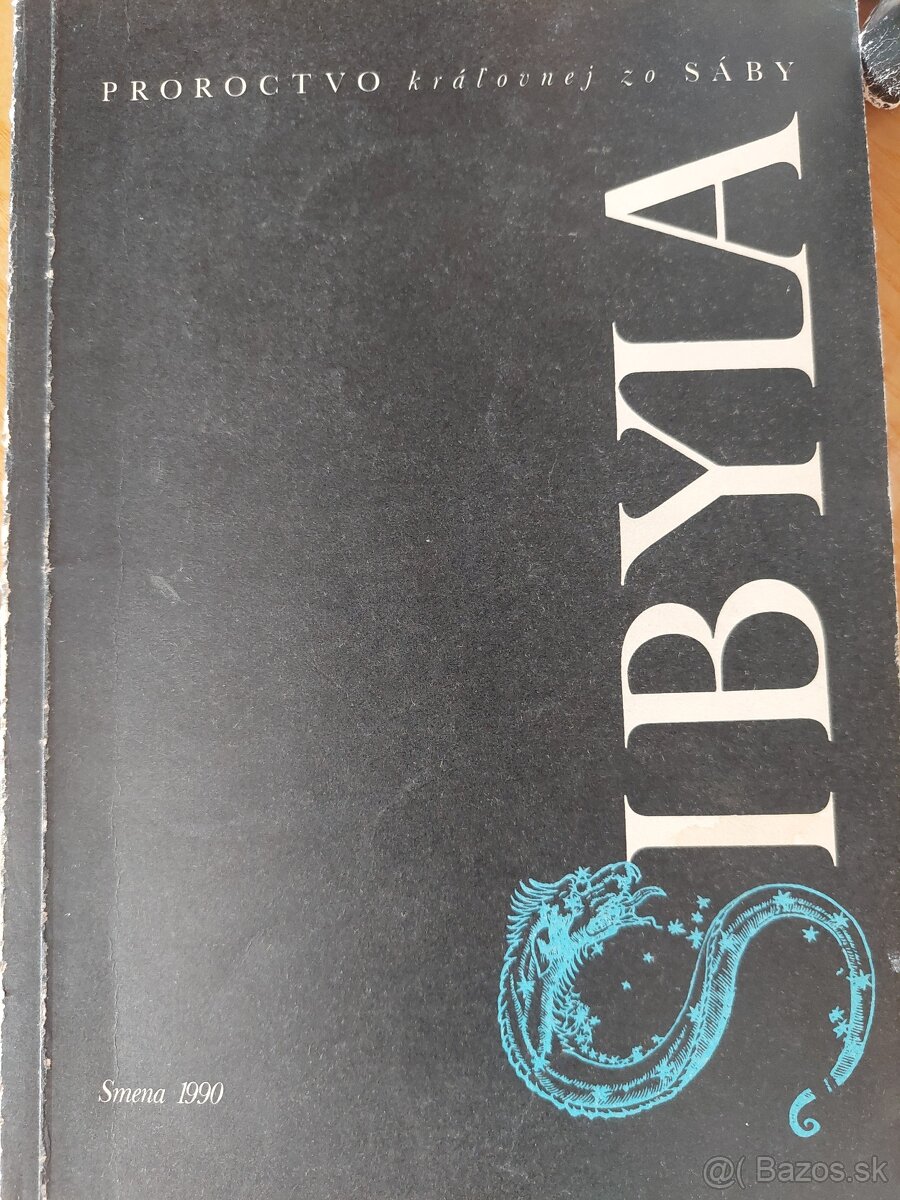 PROROCTVO kráľovnej zo SÁBY
SIBYLA
Smena 1990
@( Bazos.sk